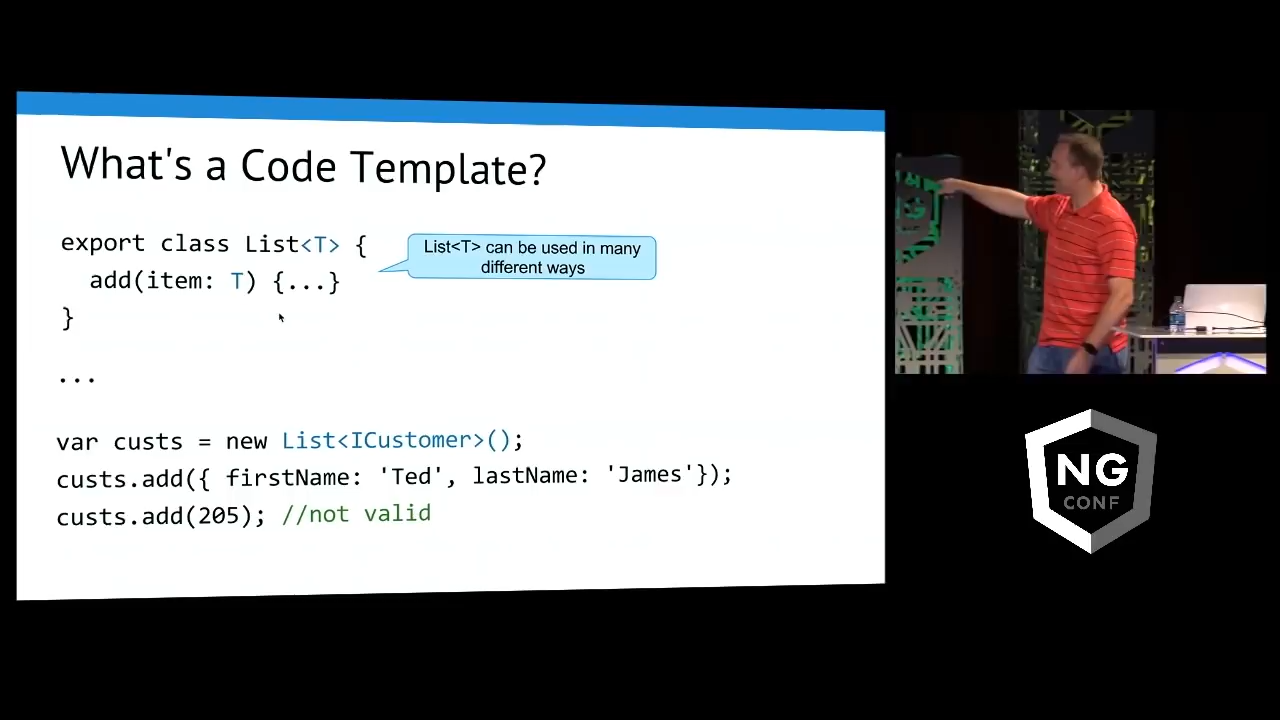 What's a Code Template?
export class List<T> {
add(item: T) {...}
}
List<T> can be used in many
different ways
...
var custs = new List<ICustomer>();
custs.add({ firstName: 'Ted', lastName: 'James'});
custs.add(205); //not valid
NG
NG
CONF